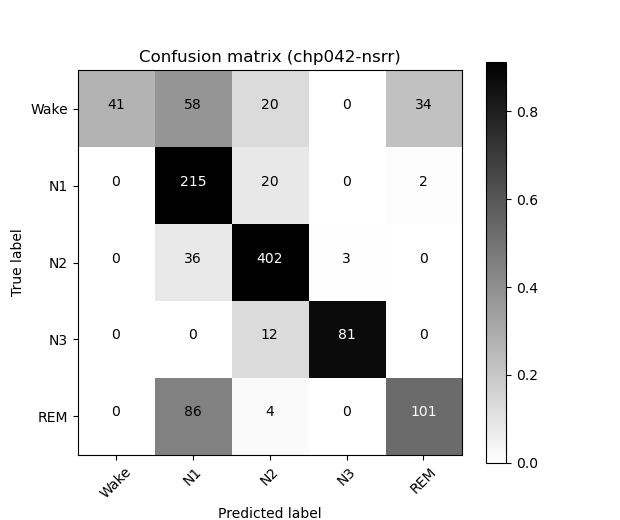 Confusion matrix (chp042-nsrr)
Wake 41 58 20 0 34
N1 0 215 20 0 2
N2 0 36 402 3 0
N3 0 0 12 81 0
REM 0 86 4 0 101
Wake N1 N2 N3 REM
Predicted label
True label
0.8
0.6
0.4
0.2
0.0